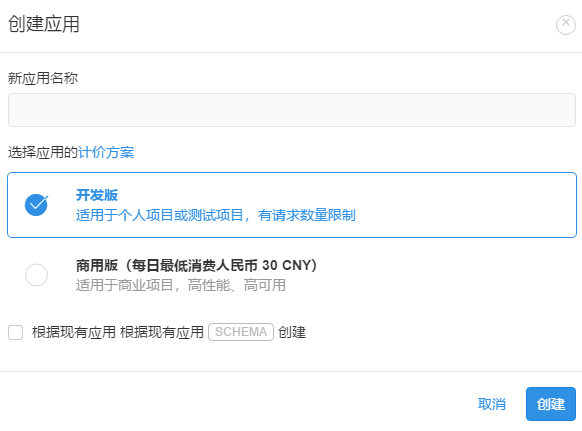 创建应用
新应用名称
选择应用的计价方案
开发版
适用于个人项目或测试项目，有请求数量限制
商用版（每日最低消费人民币 30 CNY）
适用于商业项目，高性能、高可用
根据现有应用 根据现有应用 SCHEMA 创建
取消 创建